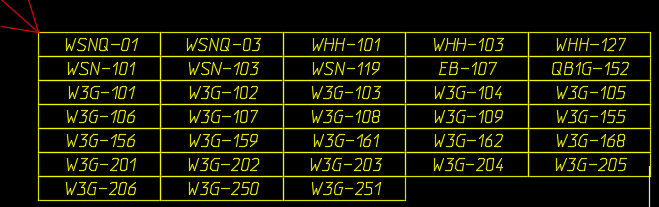 WSNQ-01 WSNQ-03 WHH-101 WHH-103 WHH-127
WSN-101 WSN-103 WSN-119 EB-107 QB1G-152
W3G-101 W3G-102 W3G-103 W3G-104 W3G-105
W3G-106 W3G-107 W3G-108 W3G-109 W3G-155
W3G-156 W3G-159 W3G-161 W3G-162 W3G-168
W3G-201 W3G-202 W3G-203 W3G-204 W3G-205
W3G-206 W3G-250 W3G-251